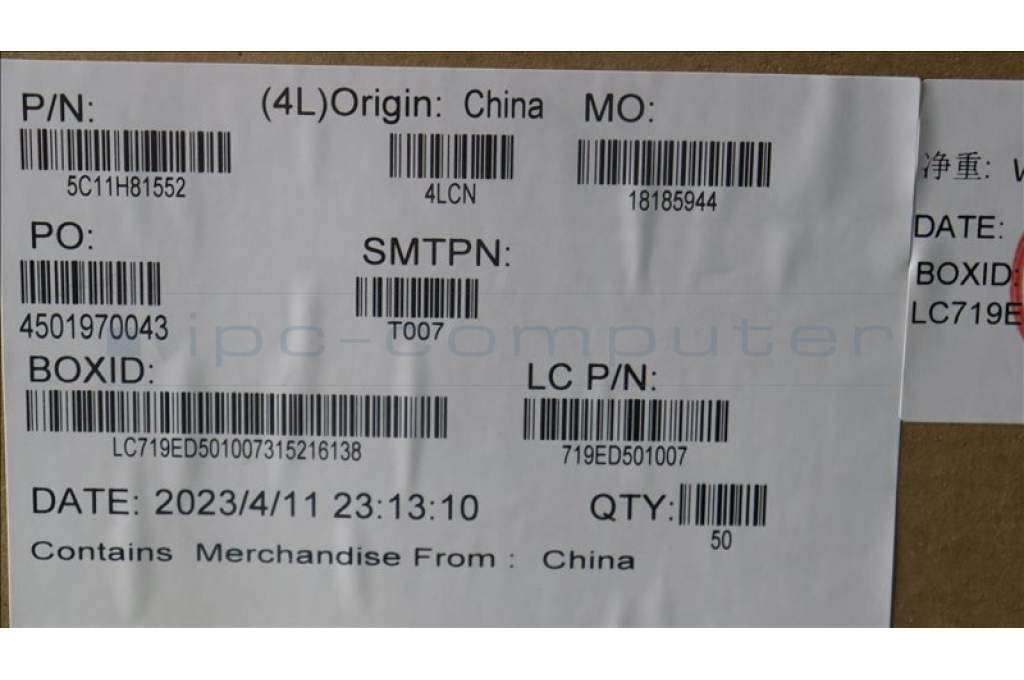 P/N:
(4L)Origin: China
MO:
5C11H81552
4LCN
18185944
PO:
SMTPN:
4501970043
T007
ipc-computer
BOXID:
LC P/N:
LC719ED501007315216138
719ED501007
DATE: 2023/4/11 23:13:10
QTY:
50
Contains Merchandise From : China
净重:
DATE:
BOXID:
LC719E